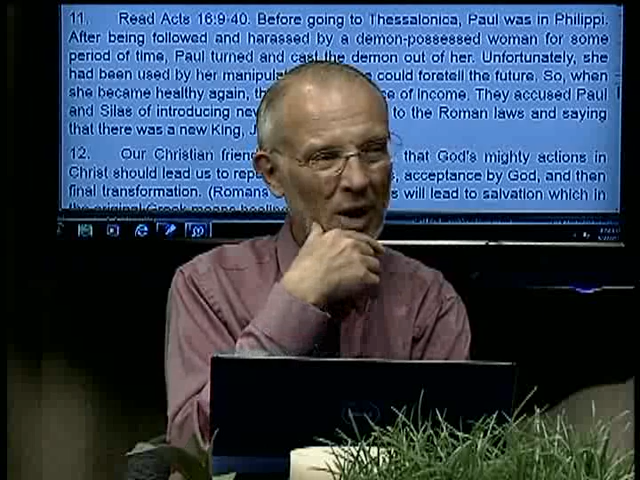 11. Read Acts 16:9-40. Before going to Thessalonica, Paul was in Philippi.
After being followed and harassed by a demon-possessed woman for some
period of time, Paul turned and cast the demon out of her. Unfortunately, she
had been used by her could foretell the future. So, when
she became healthy again, of income. They accused Paul
and Silas of introducing to the Roman laws and saying
that there was a new King,
12. Our Christian that God's mighty actions in
Christ should lead us to acceptance by God, and then
final transformation. (Romans will lead to salvation which in
the original Greek means